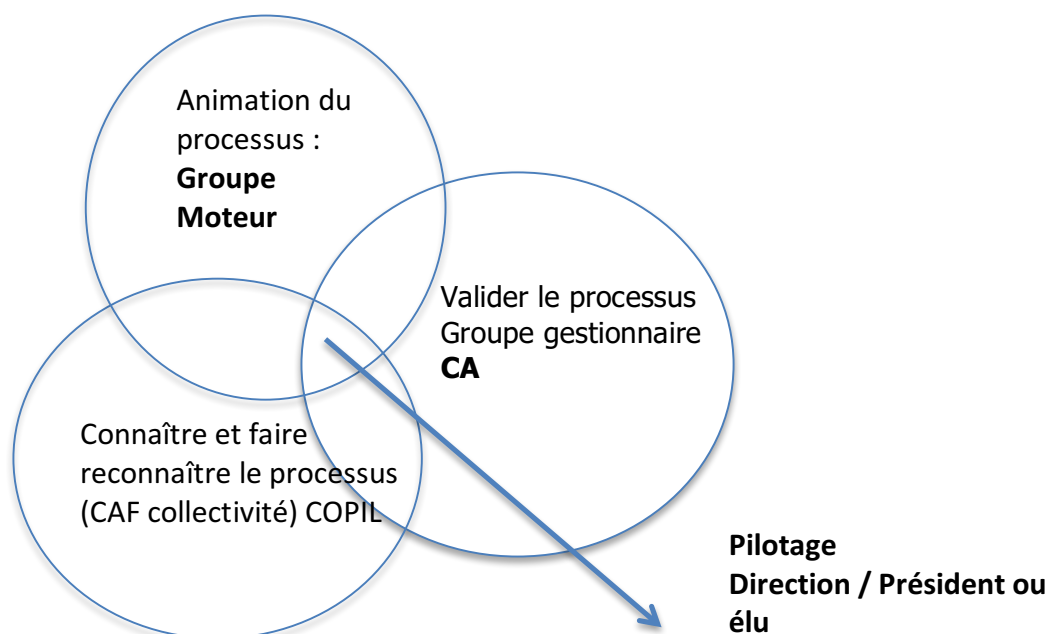 Animation du
processus :
Groupe
Moteur
Valider le processus
Groupe gestionnaire
CA
Connaître et faire
reconnaître le processus
(CAF collectivité) COPIL
Pilotage
Direction / Président ou
élu